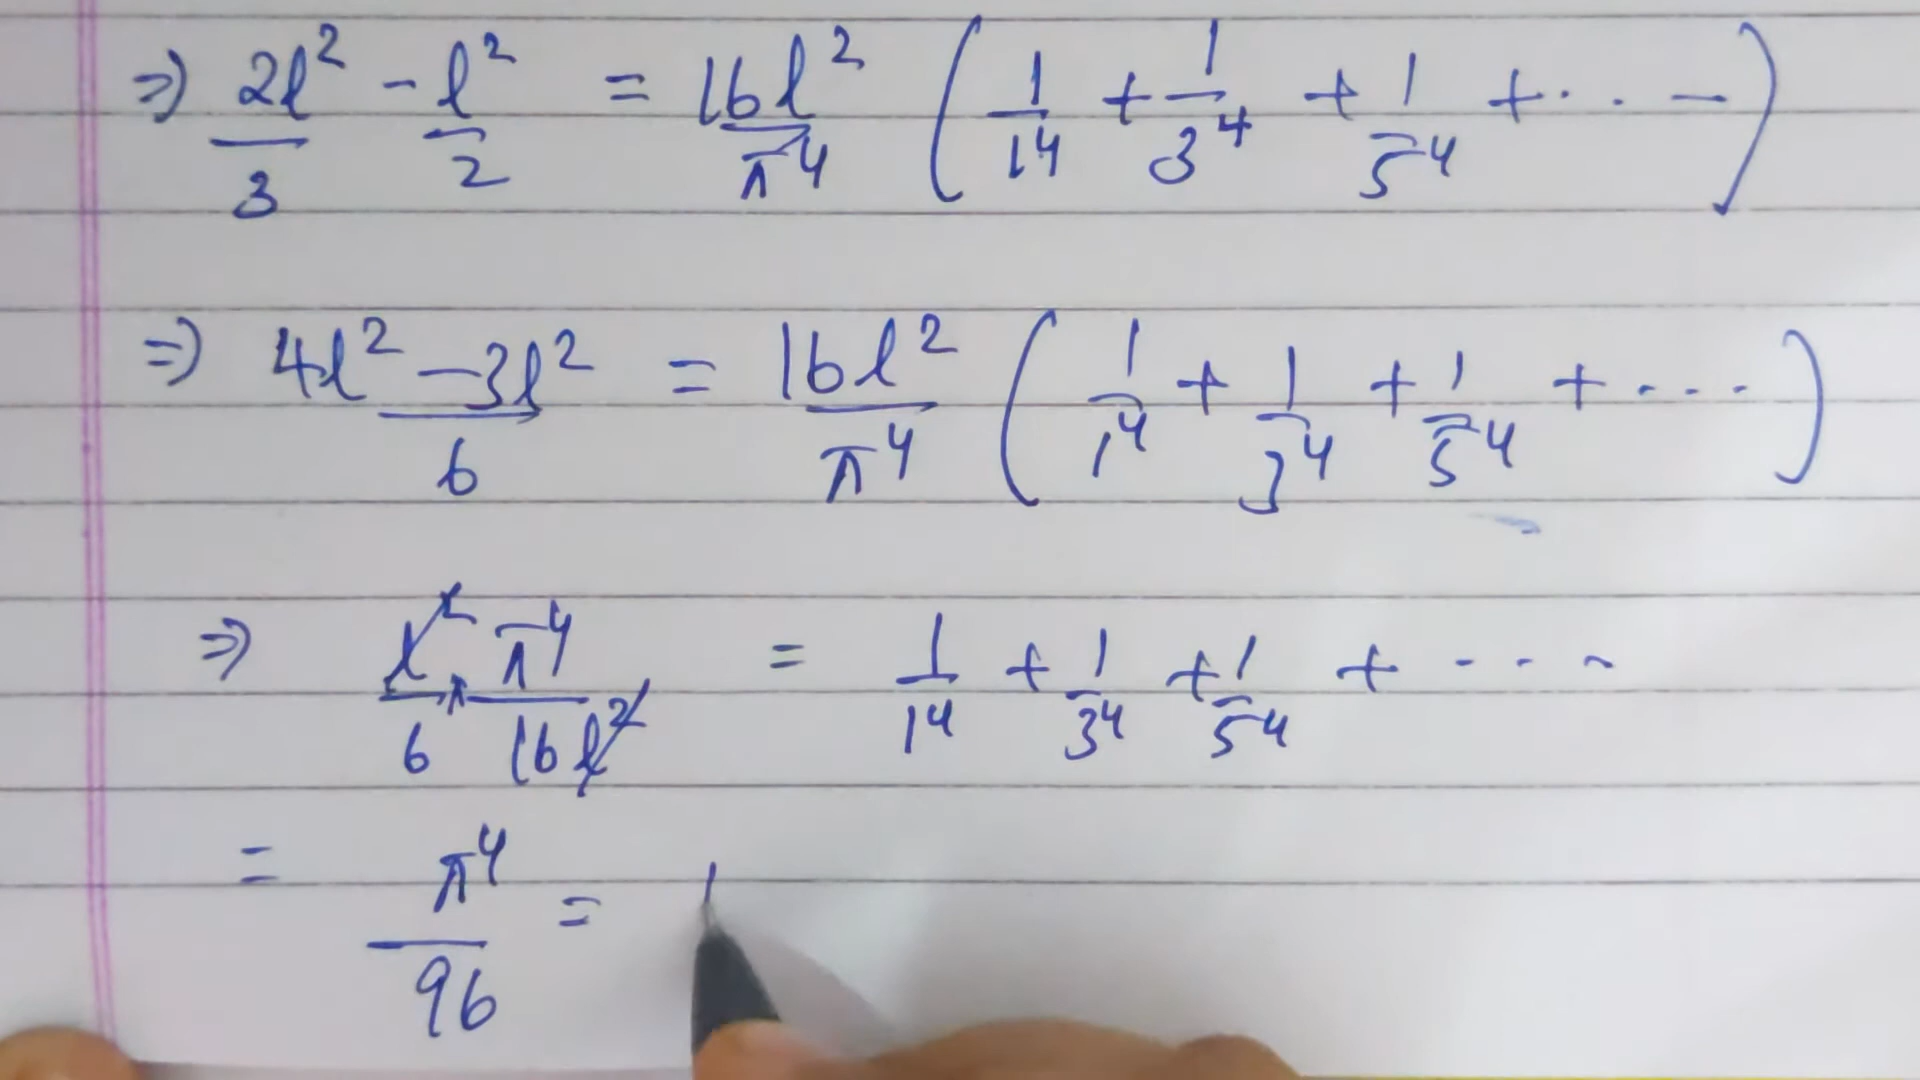 ⇒ 2l²/3 - l²/2 = 16l²/π⁴ (1/1⁴ + 1/3⁴ + 1/5⁴ + ... -)
⇒ 4l² - 3l²/6 = 16l²/π⁴ (1/1⁴ + 1/3⁴ + 1/5⁴ + ...)
⇒ l²/6 × π⁴/16l² = 1/1⁴ + 1/3⁴ + 1/5⁴ + ...
= π⁴/96 = 1